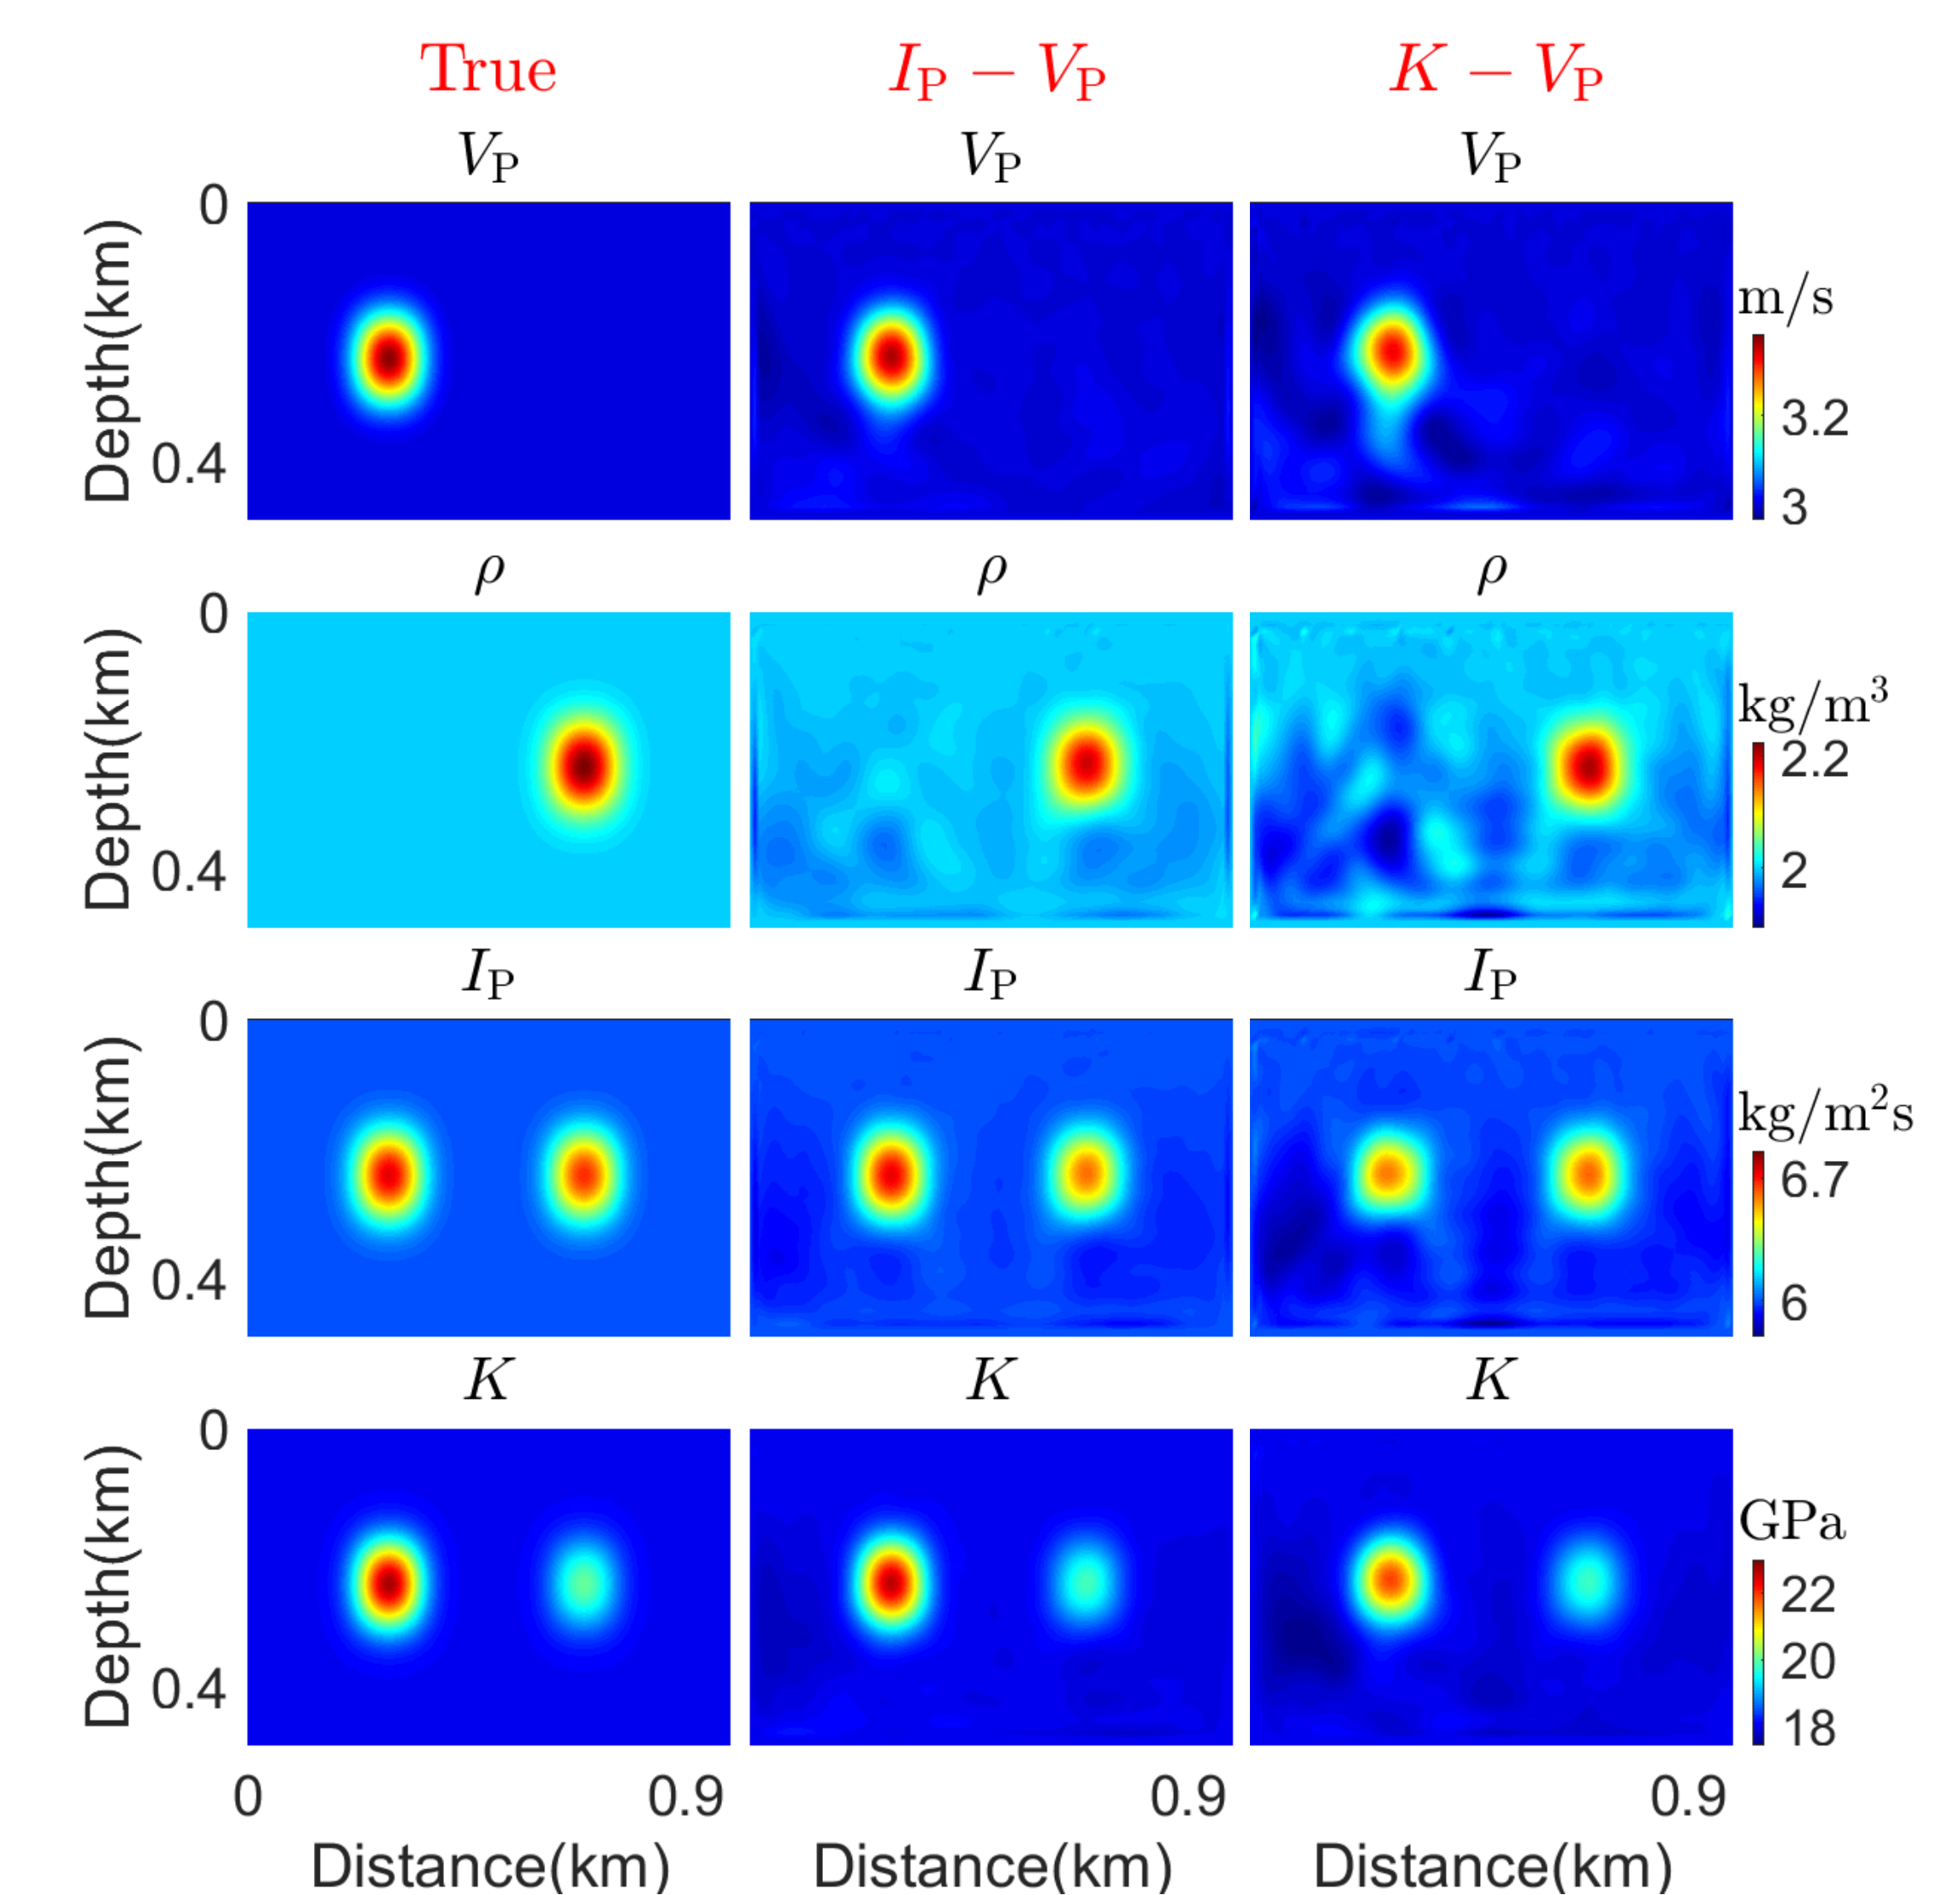 True I_P − V_P K − V_P
V_P V_P V_P
0
Depth(km)
0.4
m/s
3.2
3
ρ ρ ρ
0
Depth(km)
0.4
kg/m³
2.2
2
I_P I_P I_P
0
Depth(km)
0.4
kg/m²s
6.7
6
K K K
0
Depth(km)
0.4
GPa
22
20
18
0 0.9 0.9 0.9
Distance(km) Distance(km) Distance(km)